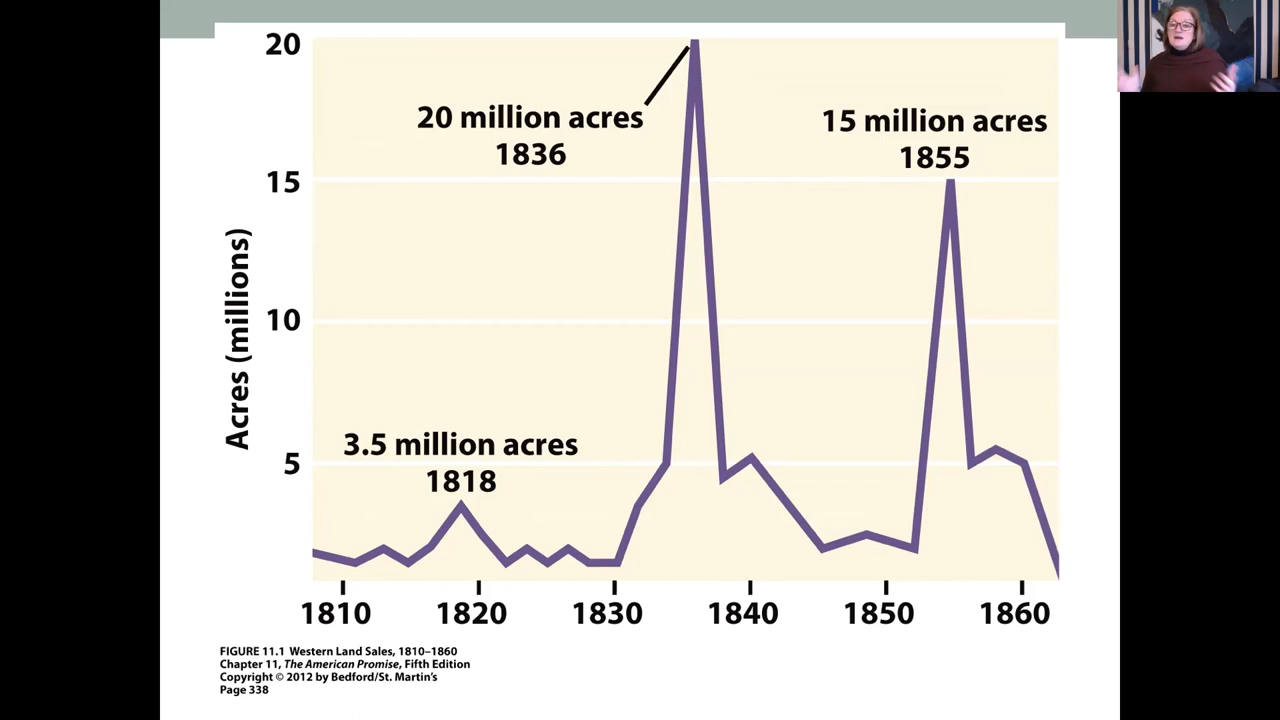 20
20 million acres
1836
15 million acres
1855
15
10
Acres (millions)
3.5 million acres
1818
5
1810
1820
1830
1840
1850
1860
FIGURE 11.1 Western Land Sales, 1810–1860
Chapter 11, The American Promise, Fifth Edition
Copyright © 2012 by Bedford/St. Martin's
Page 338